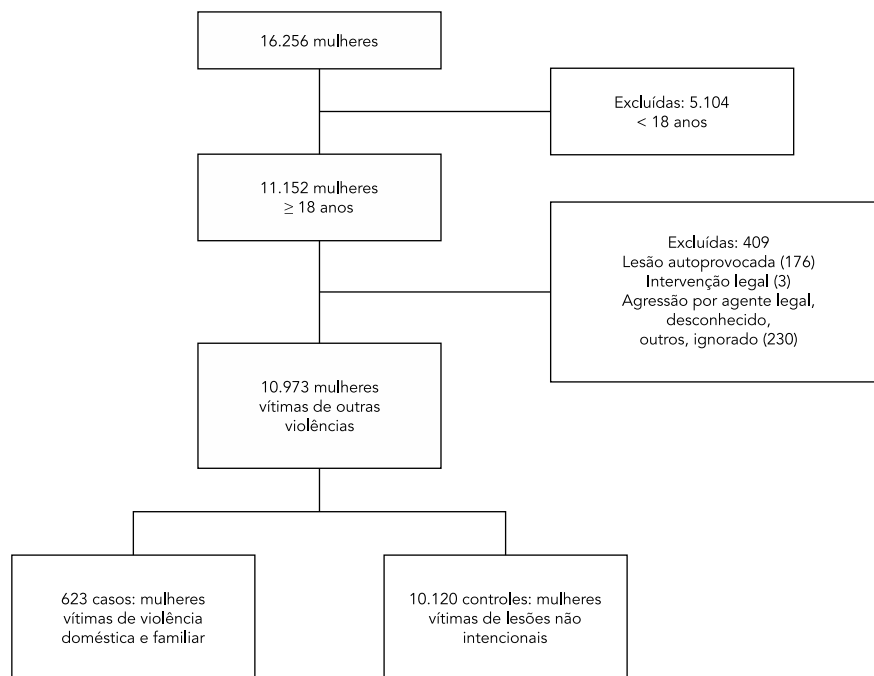 16.256 mulheres
Excluídas: 5.104
< 18 anos
11.152 mulheres
≥ 18 anos
Excluídas: 409
Lesão autoprovocada (176)
Intervenção legal (3)
Agressão por agente legal,
desconhecido,
outros, ignorado (230)
10.973 mulheres
vítimas de outras
violências
623 casos: mulheres
vítimas de violência
doméstica e familiar
10.120 controles: mulheres
vítimas de lesões não
intencionais